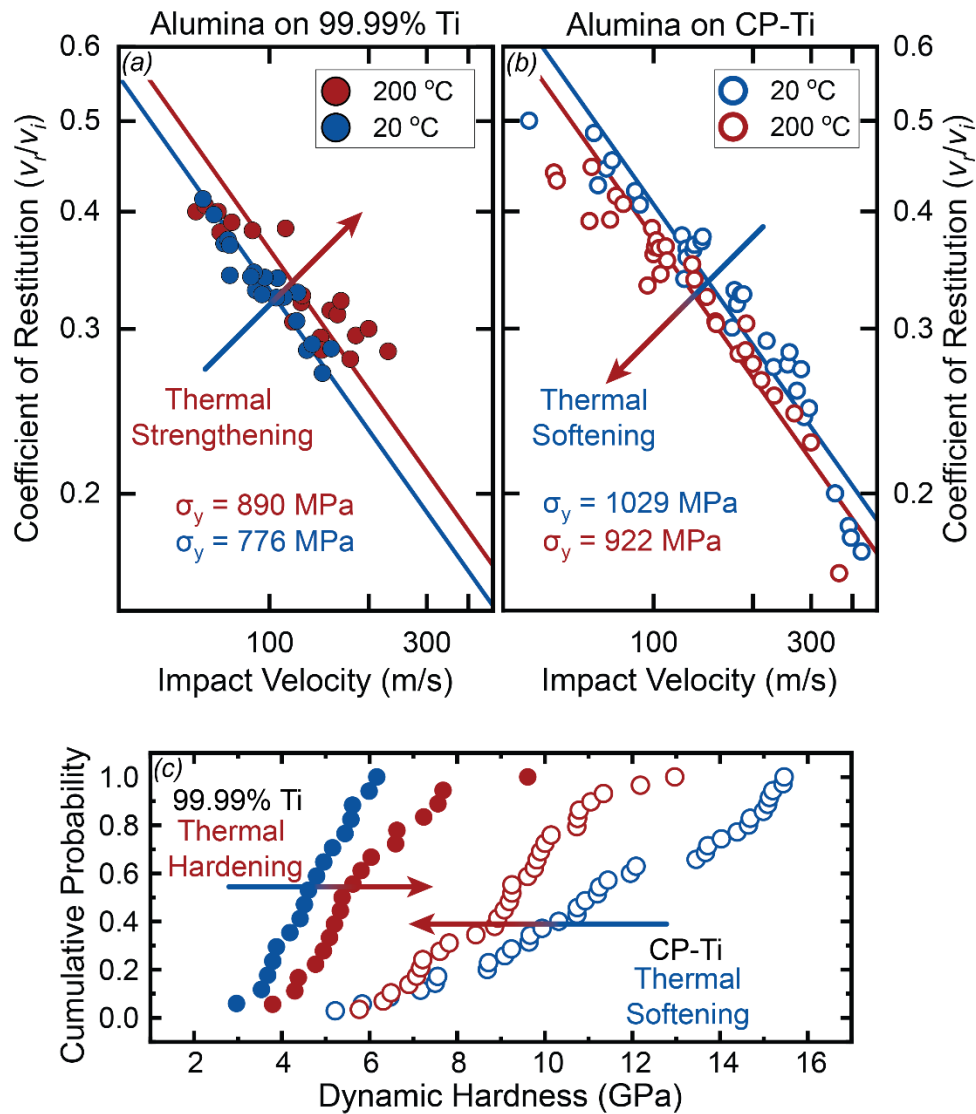 Alumina on 99.99% Ti
Alumina on CP-Ti
(a)
200 °C
20 °C
Thermal
Strengthening
σy = 890 MPa
σy = 776 MPa
0.6
0.5
0.4
0.3
0.2
Coefficient of Restitution (vr/vi)
100
300
Impact Velocity (m/s)
(b)
20 °C
200 °C
Thermal
Softening
σy = 1029 MPa
σy = 922 MPa
0.6
0.5
0.4
0.3
0.2
Coefficient of Restitution (vr/vi)
100
300
Impact Velocity (m/s)
(c)
99.99% Ti
Thermal
Hardening
CP-Ti
Thermal
Softening
1.0
0.8
0.6
0.4
0.2
0.0
Cumulative Probability
2 4 6 8 10 12 14 16
Dynamic Hardness (GPa)